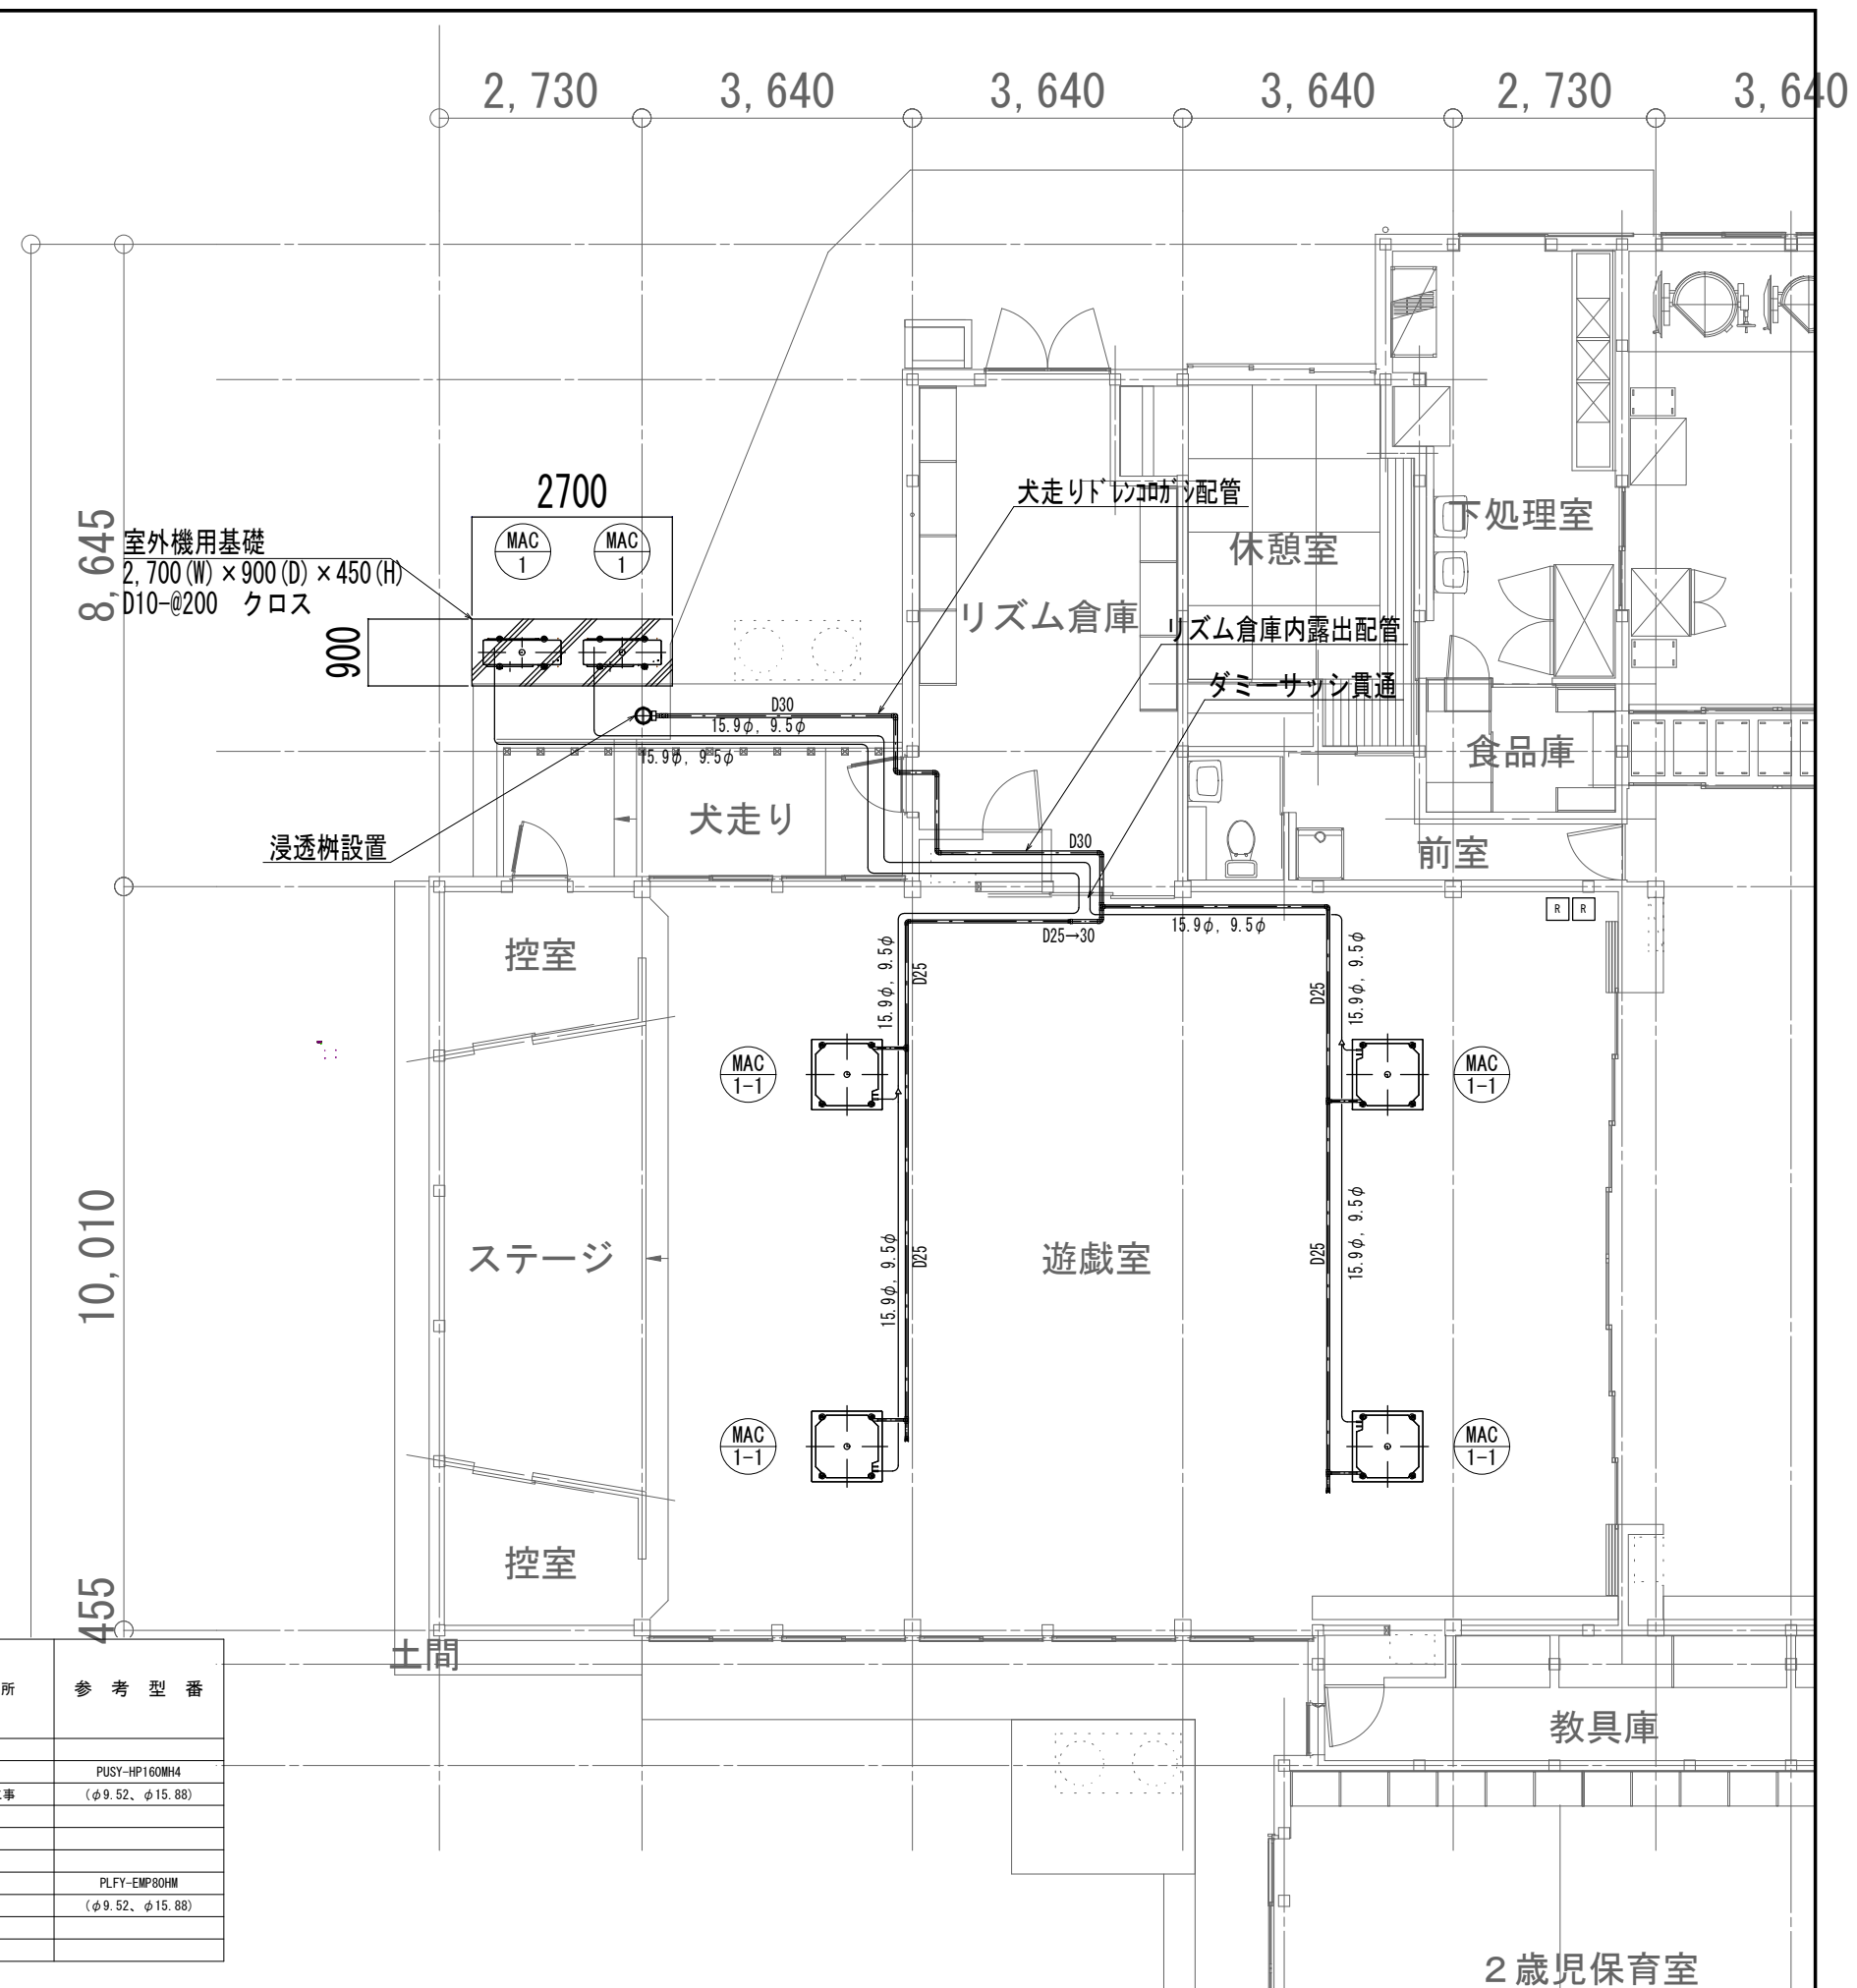 2,730
3,640
3,640
3,640
2,730
3,640
8,645
10,010
455
2700
900
MAC
1
MAC
1
室外機用基礎
2,700(W)×900(D)×450(H)
D10-@200 クロス
犬走りドレンコロガシ配管
リズム倉庫
休憩室
下処理室
リズム倉庫内露出配管
ダミーサッシ貫通
食品庫
D30
15.9φ, 9.5φ
15.9φ, 9.5φ
犬走り
浸透桝設置
D30
前室
控室
D25→30
15.9φ, 9.5φ
R
R
15.9φ, 9.5φ
D25
D25
15.9φ, 9.5φ
MAC
1-1
MAC
1-1
ステージ
遊戯室
15.9φ, 9.5φ
D25
D25
15.9φ, 9.5φ
MAC
1-1
MAC
1-1
控室
土間
教具庫
2歳児保育室
所
参考型番
PUSY-HP160MH4
事
(φ9.52、φ15.88)
PLFY-EMP80HM
(φ9.52、φ15.88)